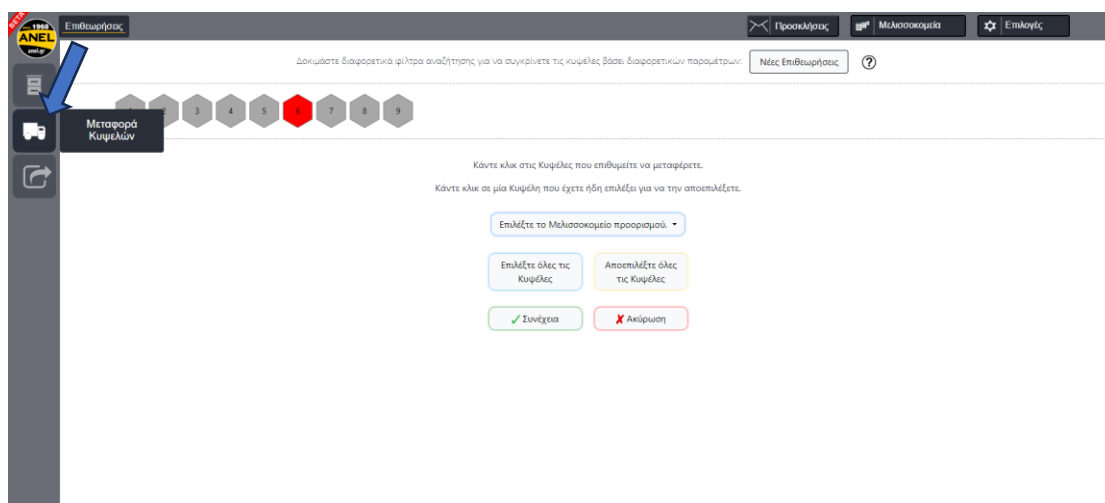 BETA
1968
ANEL
anel.gr
Επιθεωρήσεις
Προσκλήσεις
Μελισσοκομεία
Επιλογές
Δοκιμάστε διαφορετικά φίλτρα αναζήτησης για να συγκρίνετε τις κυψέλες βάσει διαφορετικών παραμέτρων:
Νέες Επιθεωρήσεις
?
2 3 4 5 6 7 8 9
Μεταφορά
Κυψελών
Κάντε κλικ στις Κυψέλες που επιθυμείτε να μεταφέρετε.
Κάντε κλικ σε μία Κυψέλη που έχετε ήδη επιλέξει για να την αποεπιλέξετε.
Επιλέξτε το Μελισσοκομείο προορισμού.
Επιλέξτε όλες τις
Κυψέλες
Αποεπιλέξτε όλες
τις Κυψέλες
✓ Συνέχεια
✗ Ακύρωση